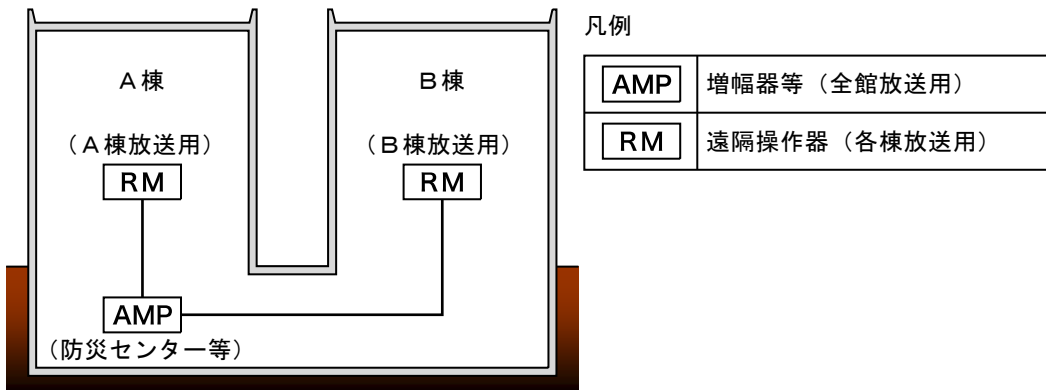 A棟
B棟
（A棟放送用）
（B棟放送用）
RM
RM
AMP
（防災センター等）
凡例
AMP 増幅器等（全館放送用）
RM 遠隔操作器（各棟放送用）